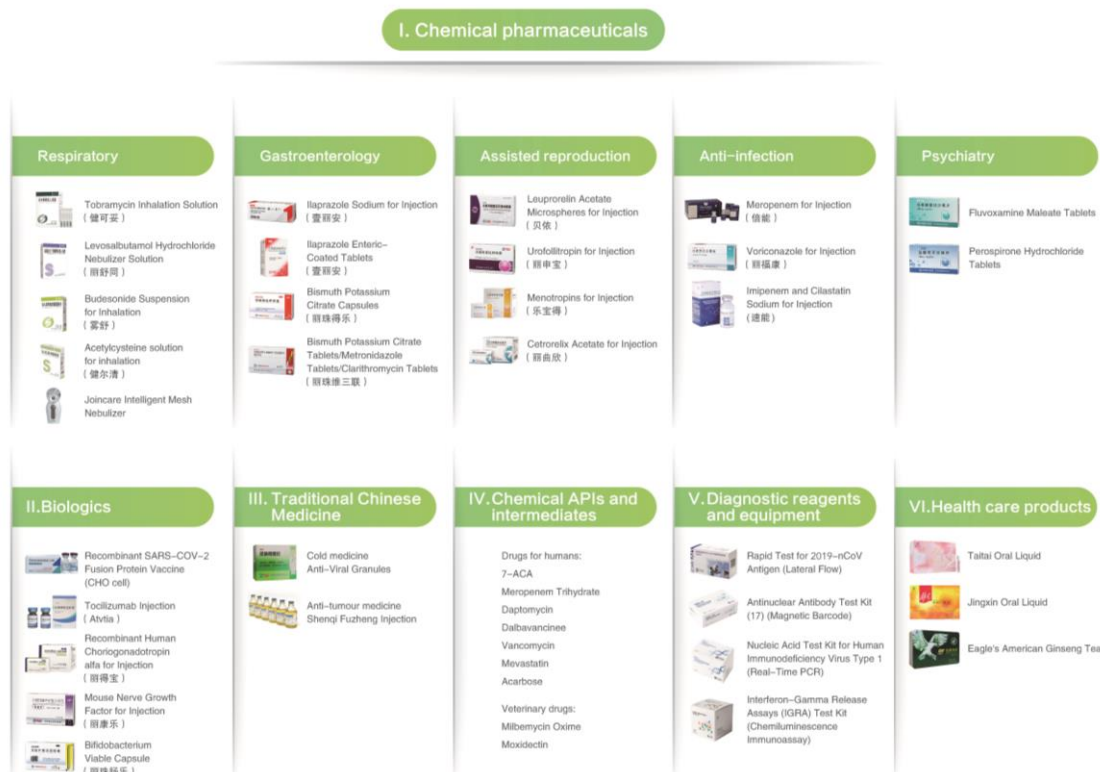 I. Chemical pharmaceuticals
Respiratory
Tobramycin Inhalation Solution
(健可妥)
Levosalbutamol Hydrochloride
Nebulizer Solution
(丽舒同)
Budesonide Suspension
for Inhalation
(雾舒)
Acetylcysteine solution
for inhalation
(健尔清)
Joincare Intelligent Mesh
Nebulizer
Gastroenterology
Ilaprazole Sodium for Injection
(壹丽安)
Ilaprazole Enteric-
Coated Tablets
(壹丽安)
Bismuth Potassium
Citrate Capsules
(丽珠得乐)
Bismuth Potassium Citrate
Tablets/Metronidazole
Tablets/Clarithromycin Tablets
(丽珠维三联)
Assisted reproduction
Leuprorelin Acetate
Microspheres for Injection
(贝依)
Urofollitropin for Injection
(丽申宝)
Menotropins for Injection
(乐宝得)
Cetrorelix Acetate for Injection
(丽曲欣)
Anti-infection
Meropenem for Injection
(倍能)
Voriconazole for Injection
(丽福康)
Imipenem and Cilastatin
Sodium for Injection
(速能)
Psychiatry
Fluvoxamine Maleate Tablets
Perospirone Hydrochloride
Tablets
II.Biologics
Recombinant SARS-COV-2
Fusion Protein Vaccine
(CHO cell)
Tocilizumab Injection
(Atvtia)
Recombinant Human
Choriogonadotropin
alfa for Injection
(丽得宝)
Mouse Nerve Growth
Factor for Injection
(丽康乐)
Bifidobacterium
Viable Capsule
(丽珠肠乐)
III. Traditional Chinese
Medicine
Cold medicine
Anti-Viral Granules
Anti-tumour medicine
Shenqi Fuzheng Injection
IV.Chemical APIs and
intermediates
Drugs for humans:
7-ACA
Meropenem Trihydrate
Daptomycin
Dalbavancinee
Vancomycin
Mevastatin
Acarbose
Veterinary drugs:
Milbemycin Oxime
Moxidectin
V.Diagnostic reagents
and equipment
Rapid Test for 2019-nCoV
Antigen (Lateral Flow)
Antinuclear Antibody Test Kit
(17) (Magnetic Barcode)
Nucleic Acid Test Kit for Human
Immunodeficiency Virus Type 1
(Real-Time PCR)
Interferon-Gamma Release
Assays (IGRA) Test Kit
(Chemiluminescence
Immunoassay)
VI.Health care products
Taitai Oral Liquid
Jingxin Oral Liquid
Eagle's American Ginseng Tea